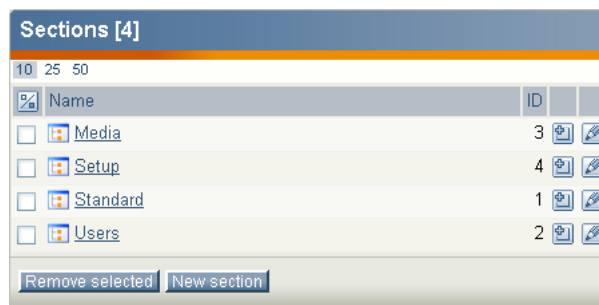 Sections [4]
10 25 50
Name ID
Media 3
Setup 4
Standard 1
Users 2
Remove selected New section